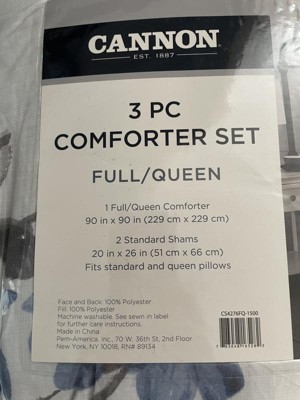 CANNON
EST. 1887
3 PC
COMFORTER SET
FULL/QUEEN
1 Full/Queen Comforter
90 in x 90 in (229 cm x 229 cm)
2 Standard Shams
20 in x 26 in (51 cm x 66 cm)
Fits standard and queen pillows
Face and Back: 100% Polyester
Fill: 100% Polyester
Machine washable. See sewn in label
for further care instructions.
Made in China
Pem-America, Inc., 70 W. 36th St, 2nd Floor
New York, NY 10018, RN# 89134
CS4276FQ-1500